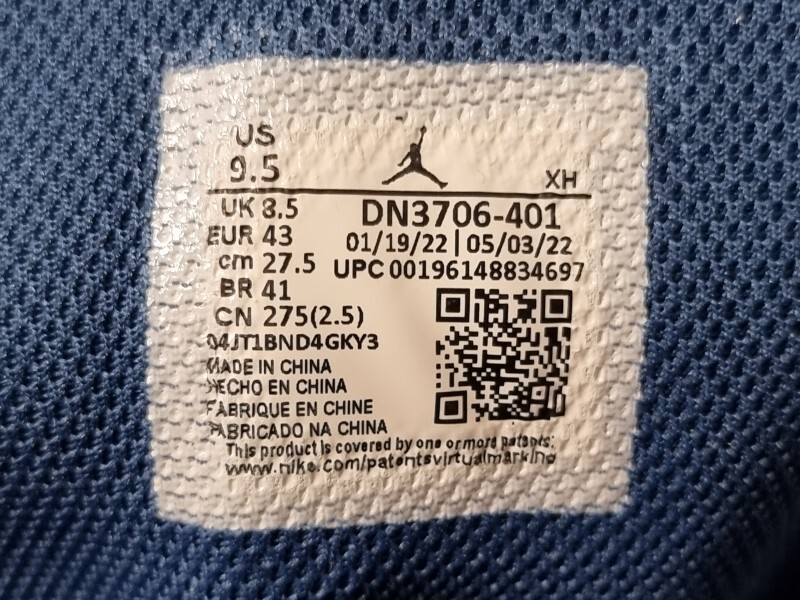 US
9.5
XH
UK 8.5
DN3706-401
EUR 43
01/19/22 | 05/03/22
cm 27.5
UPC 00196148834697
BR 41
CN 275(2.5)
04JT1BND4GKY3
MADE IN CHINA
HECHO EN CHINA
FABRIQUE EN CHINE
FABRICADO NA CHINA
This product is covered by one or more patents:
www.nike.com/patentsvirtualmarking